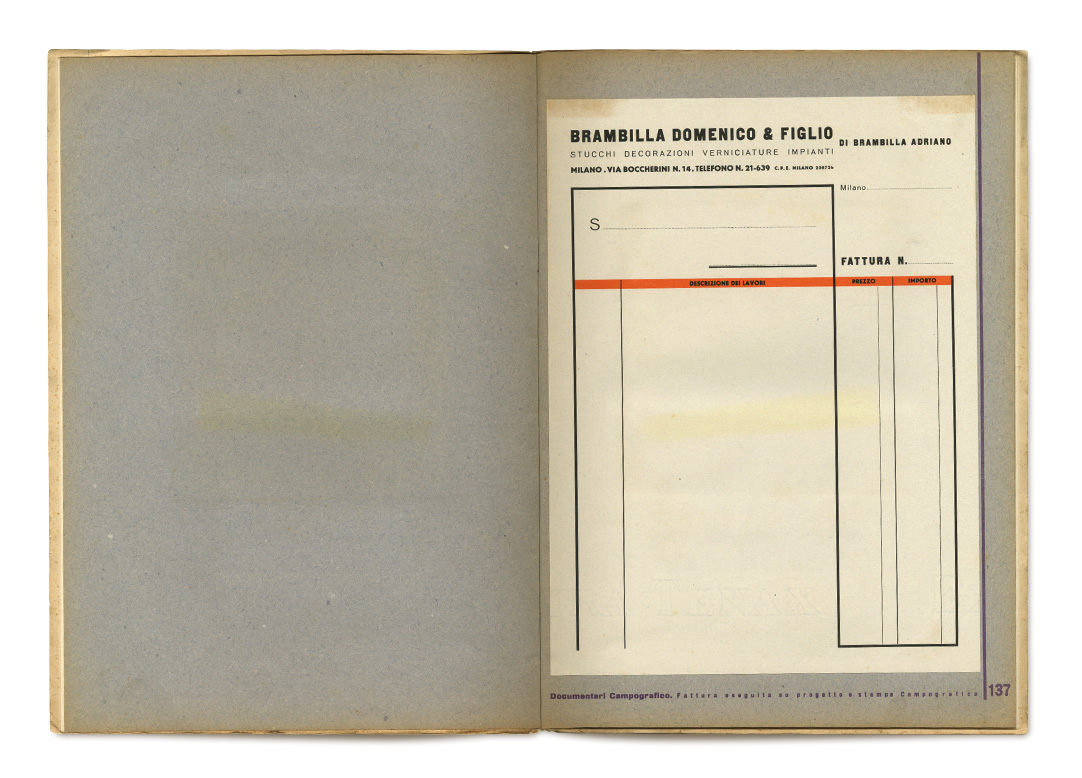 BRAMBILLA DOMENICO & FIGLIO DI BRAMBILLA ADRIANO
STUCCHI DECORAZIONI VERNICIATURE IMPIANTI
MILANO . VIA BOCCHERINI N. 14 . TELEFONO N. 21-639 C.P.E. MILANO
Milano
S
FATTURA N.
DESCRIZIONE DEI LAVORI PREZZO IMPORTO
Documentari Campografico. Fattura eseguita su progetto e stampa Campografico 137